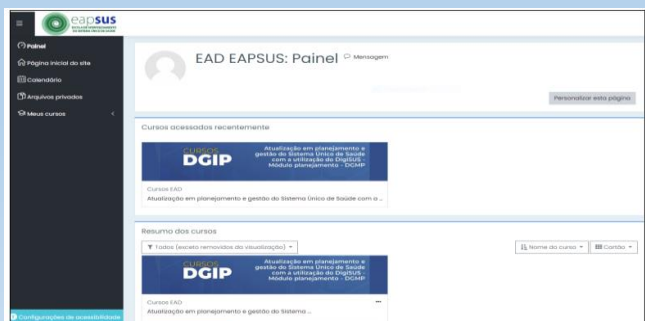 eapsus
Painel
Página inicial do site
Calendário
Arquivos privados
Meus cursos
Configurações de acessibilidade
EAD EAPSUS: Painel
Mensagem
Personalizar esta página
Cursos acessados recentemente
CURSOS
DGIP
Atualização em planejamento e
gestão do Sistema Único de Saúde
com a utilização do DigiSUS -
Módulo planejamento - DGMP
Cursos EAD
Atualização em planejamento e gestão do Sistema Único de Saúde com a ...
Resumo dos cursos
Todos (exceto removidos da visualização)
Nome do curso
Cartão
CURSOS
DGIP
Atualização em planejamento e
gestão do Sistema Único de Saúde
com a utilização do DigiSUS -
Módulo planejamento - DGMP
Cursos EAD
Atualização em planejamento e gestão do Sistema ...